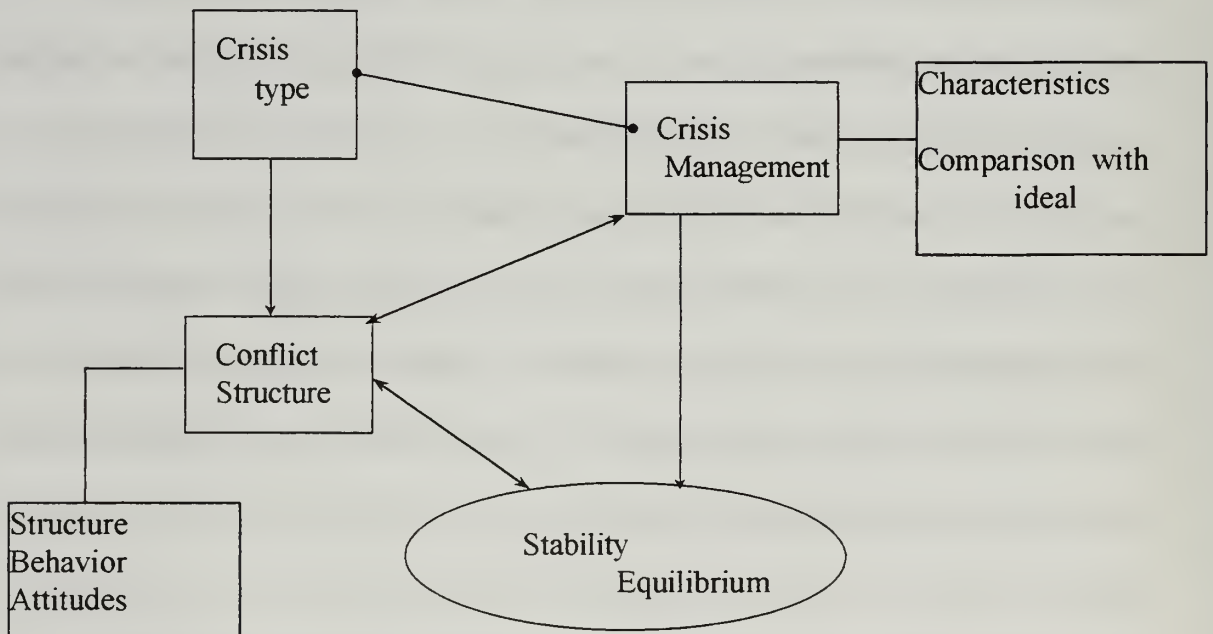 Crisis
type
Crisis
Management
Characteristics
Comparison with
ideal
Conflict
Structure
Structure
Behavior
Attitudes
Stability
Equilibrium